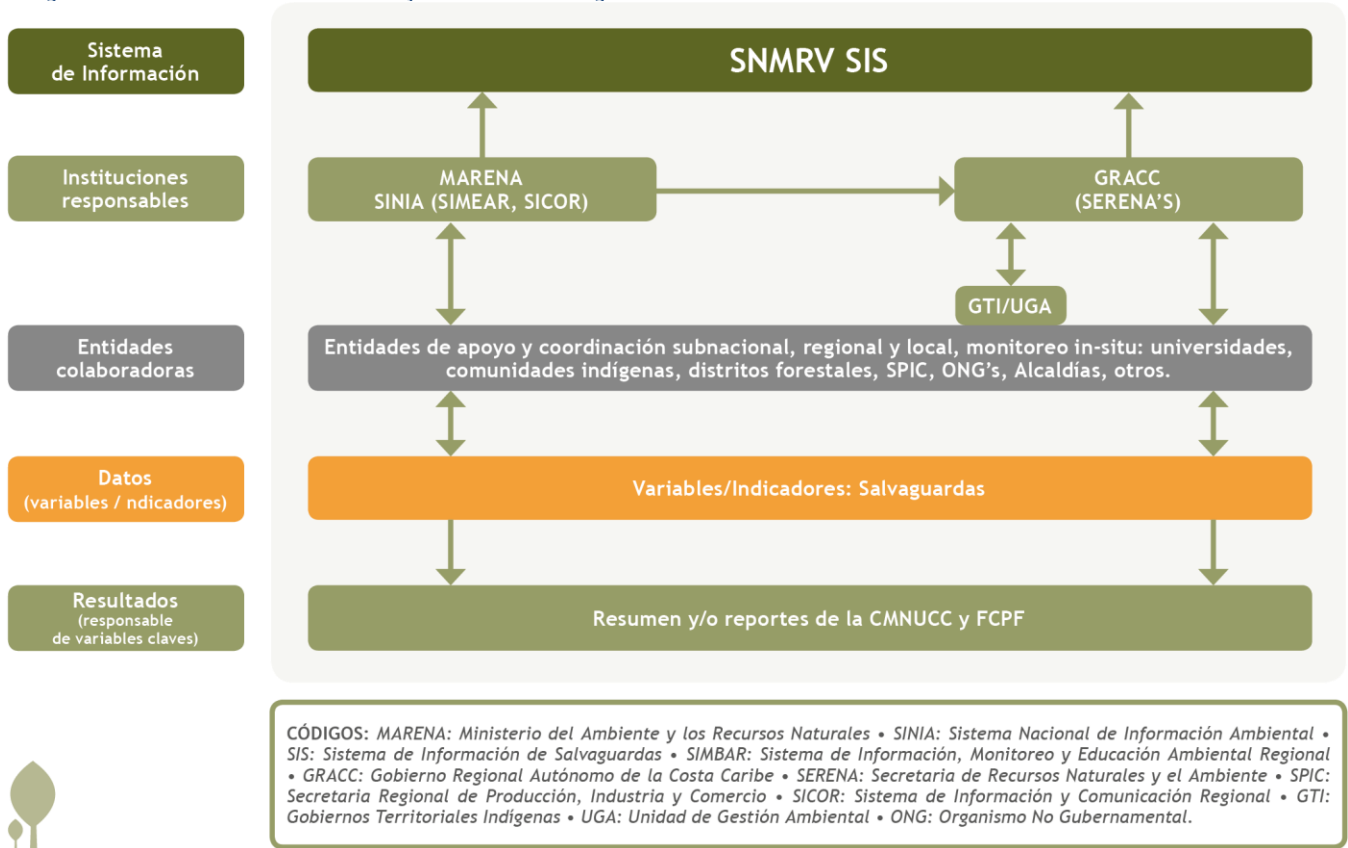 Sistema
de Información
SNMRV SIS
Instituciones
responsables
MARENA
SINIA (SIMEAR, SICOR)
GRACC
(SERENA'S)
GTI/UGA
Entidades
colaboradoras
Entidades de apoyo y coordinación subnacional, regional y local, monitoreo in-situ: universidades,
comunidades indígenas, distritos forestales, SPIC, ONG's, Alcaldías, otros.
Datos
(variables / ndicadores)
Variables/Indicadores: Salvaguardas
Resultados
(responsable
de variables claves)
Resumen y/o reportes de la CMNUCC y FCPF
CÓDIGOS: MARENA: Ministerio del Ambiente y los Recursos Naturales • SINIA: Sistema Nacional de Información Ambiental •
SIS: Sistema de Información de Salvaguardas • SIMBAR: Sistema de Información, Monitoreo y Educación Ambiental Regional
• GRACC: Gobierno Regional Autónomo de la Costa Caribe • SERENA: Secretaria de Recursos Naturales y el Ambiente • SPIC:
Secretaria Regional de Producción, Industria y Comercio • SICOR: Sistema de Información y Comunicación Regional • GTI:
Gobiernos Territoriales Indígenas • UGA: Unidad de Gestión Ambiental • ONG: Organismo No Gubernamental.